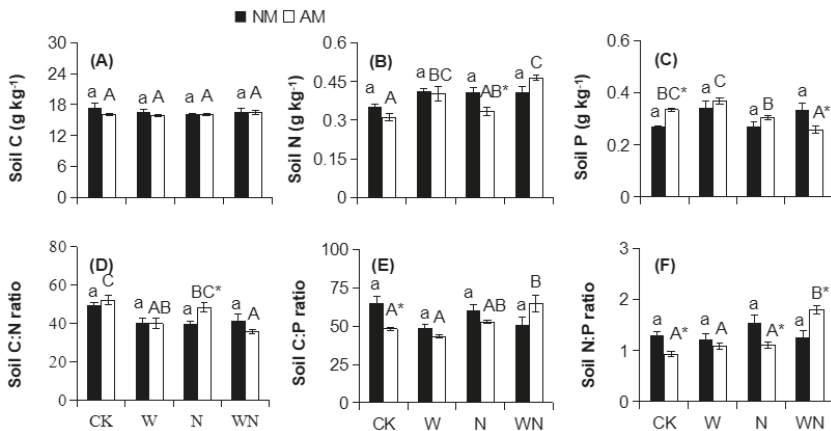 NM AM
(A)
Soil C (g kg-1)
30
24
18
12
6
0
a A a A a A a A
(B)
Soil N (g kg-1)
0.6
0.45
0.3
0.15
0
a A a BC a AB* a C
(C)
Soil P (g kg-1)
0.6
0.4
0.2
0
a BC* a C a B a A*
(D)
Soil C:N ratio
80
60
40
20
0
a C a AB a BC* a A
CK W N WN
(E)
Soil C:P ratio
100
75
50
25
0
a A* a A a AB a B
CK W N WN
(F)
Soil N:P ratio
3
2
1
0
a A* a A a A* a B*
CK W N WN